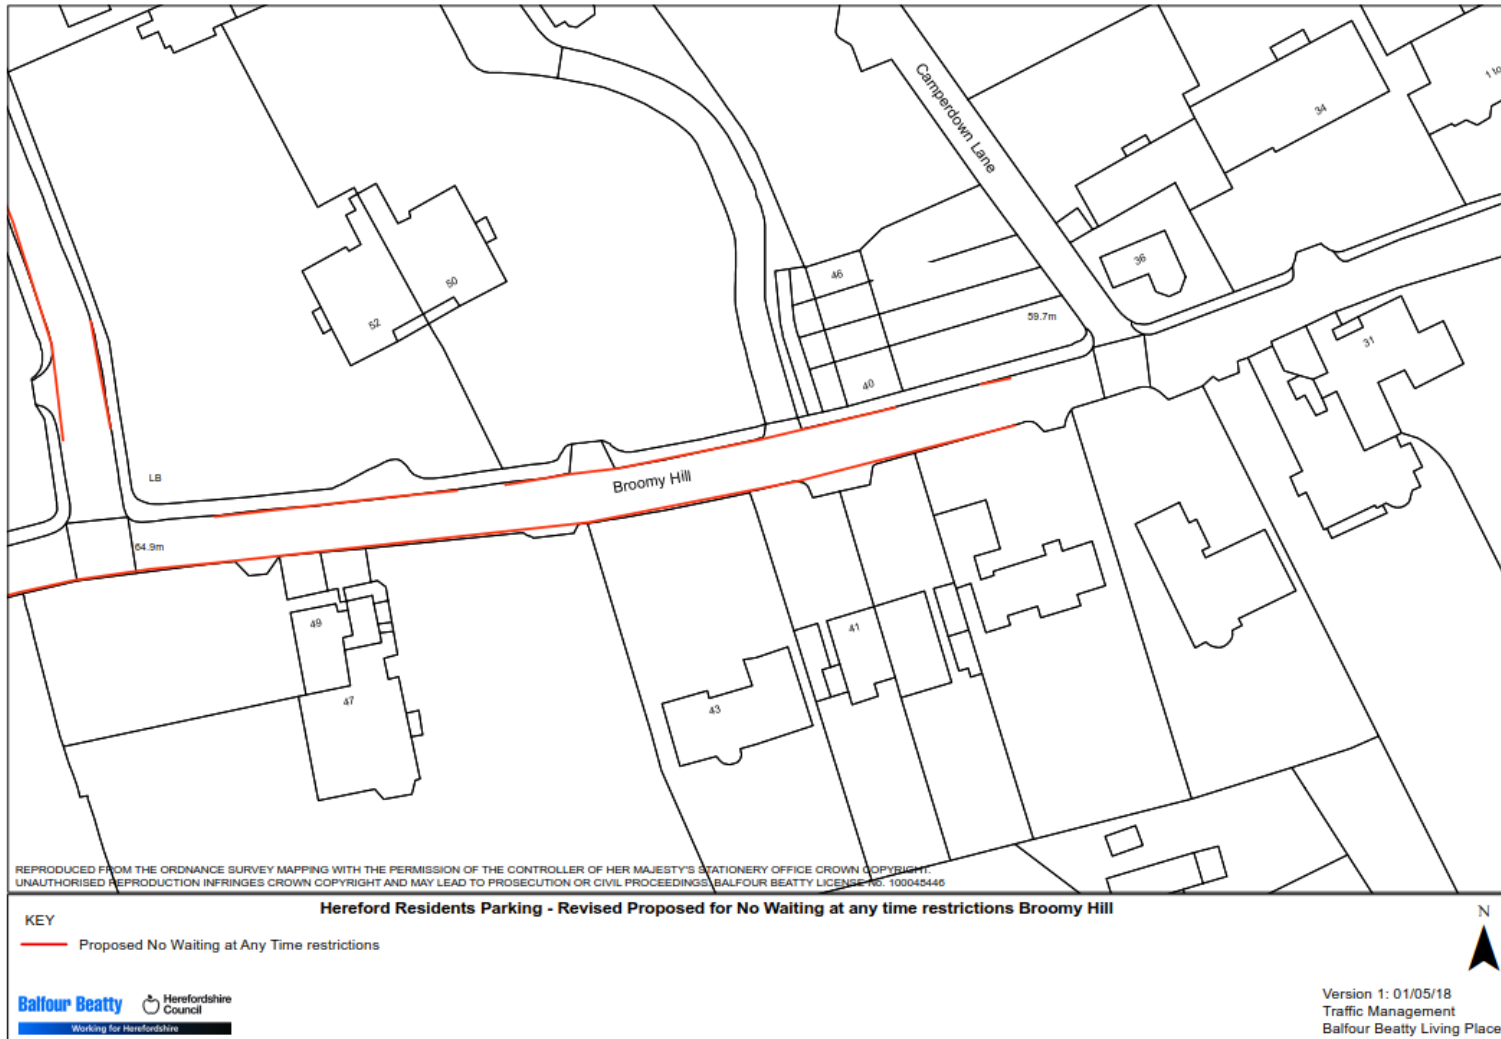 Camperdown Lane
1 to
34
36
46
50
59.7m
52
31
40
LB
Broomy Hill
64.9m
49
41
47
43
REPRODUCED FROM THE ORDNANCE SURVEY MAPPING WITH THE PERMISSION OF THE CONTROLLER OF HER MAJESTY'S STATIONERY OFFICE CROWN COPYRIGHT.
UNAUTHORISED REPRODUCTION INFRINGES CROWN COPYRIGHT AND MAY LEAD TO PROSECUTION OR CIVIL PROCEEDINGS. BALFOUR BEATTY LICENSE No. 100048446
Hereford Residents Parking - Revised Proposed for No Waiting at any time restrictions Broomy Hill
KEY
Proposed No Waiting at Any Time restrictions
N
Balfour Beatty
Herefordshire
Council
Working for Herefordshire
Version 1: 01/05/18
Traffic Management
Balfour Beatty Living Place